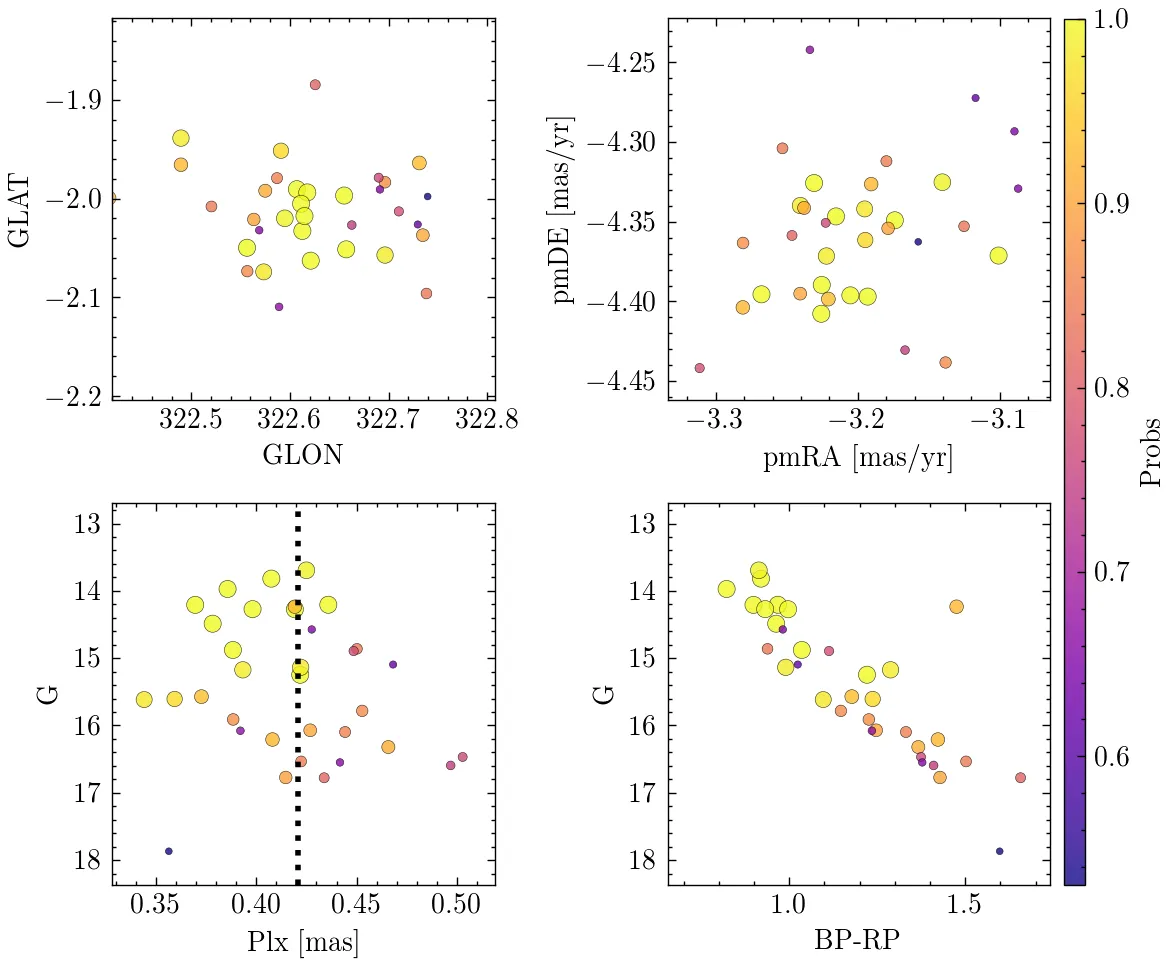 −1.9
−2.0
−2.1
−2.2
GLAT
322.5 322.6 322.7 322.8
GLON
−4.25
−4.30
−4.35
−4.40
−4.45
pmDE [mas/yr]
−3.3 −3.2 −3.1
pmRA [mas/yr]
13
14
15
16
17
18
G
0.35 0.40 0.45 0.50
Plx [mas]
13
14
15
16
17
18
G
1.0 1.5
BP-RP
1.0
0.9
0.8
0.7
0.6
Probs